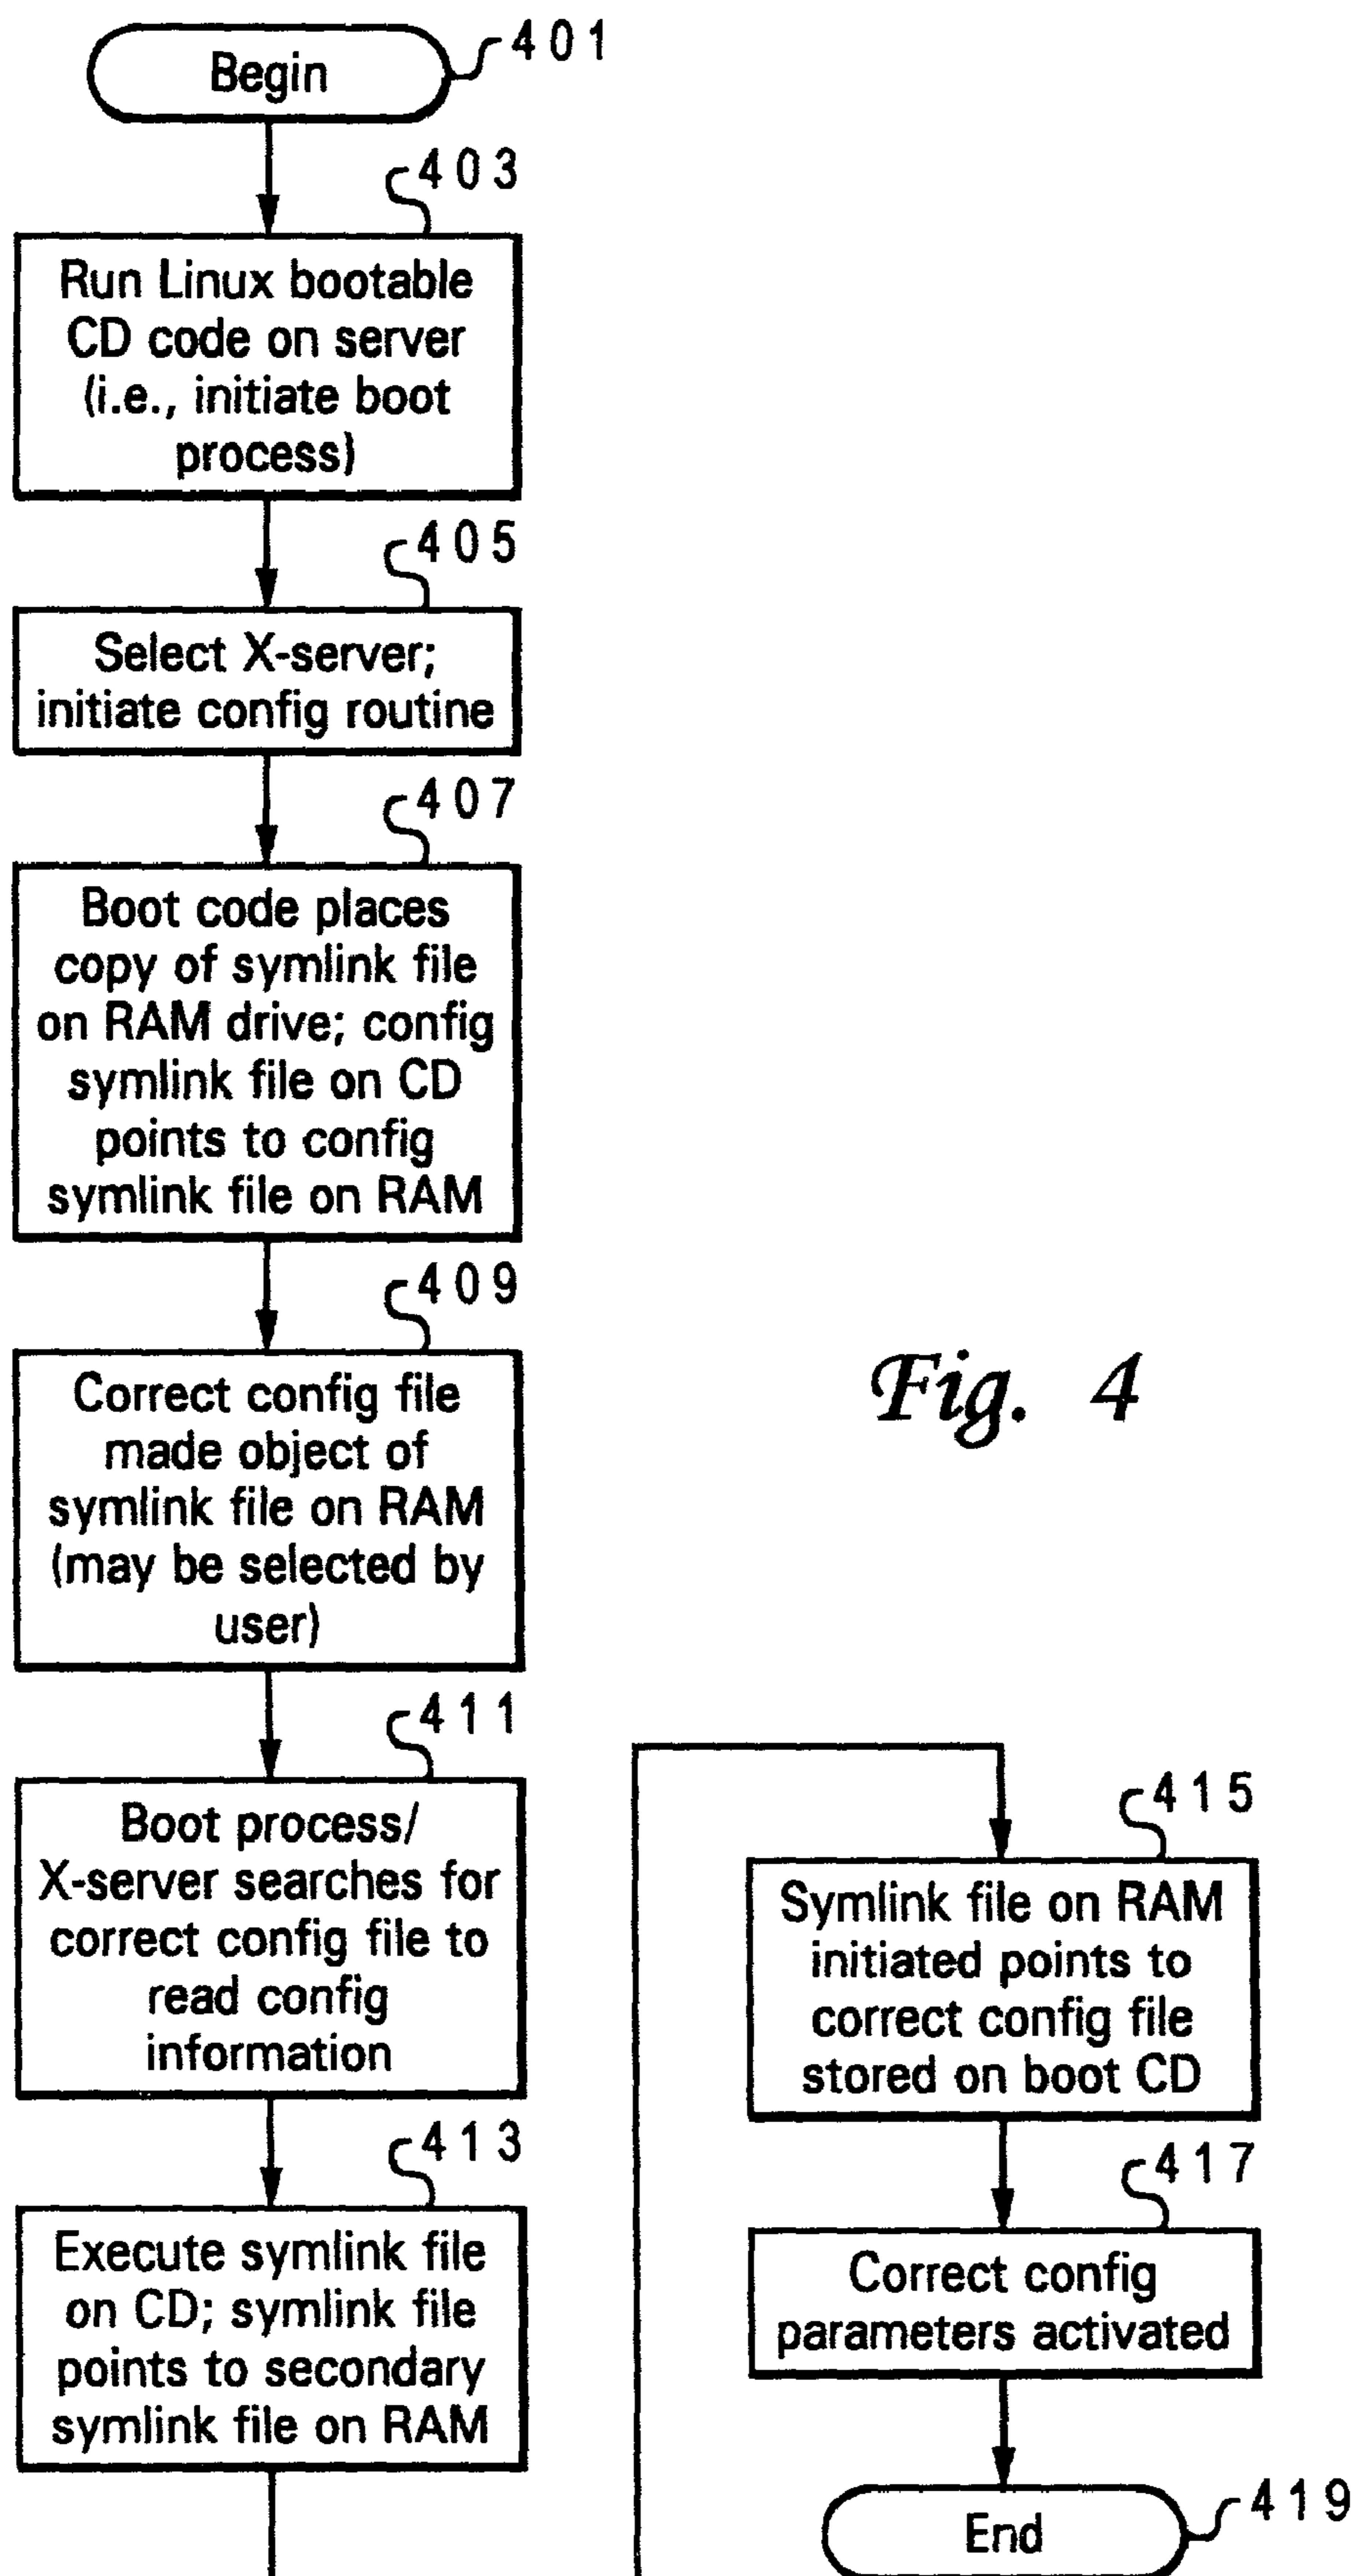 Begin
401
403
Run Linux bootable
CD code on server
(i.e., initiate boot
process)
405
Select X-server;
initiate config routine
407
Boot code places
copy of symlink file
on RAM drive; config
symlink file on CD
points to config
symlink file on RAM
409
Correct config file
made object of
symlink file on RAM
(may be selected by
user)
411
Boot process/
X-server searches for
correct config file to
read config
information
413
Execute symlink file
on CD; symlink file
points to secondary
symlink file on RAM
415
Symlink file on RAM
initiated points to
correct config file
stored on boot CD
417
Correct config
parameters activated
End
419
Fig. 4